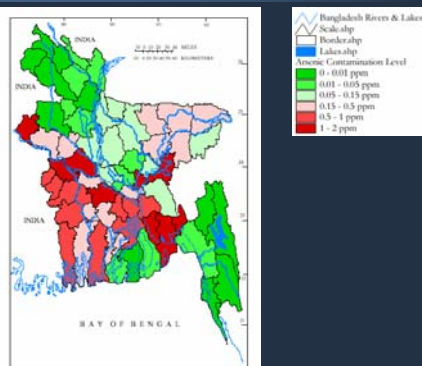 INDIA
MILES
KILOMETERS
INDIA
INDIA
BAY OF BENGAL
Bangladesh Rivers & Lakes
Scale.shp
Border.shp
Lakes.shp
Arsenic Contamination Level
0 - 0.01 ppm
0.01 - 0.05 ppm
0.05 - 0.15 ppm
0.15 - 0.5 ppm
0.5 - 1 ppm
1 - 2 ppm